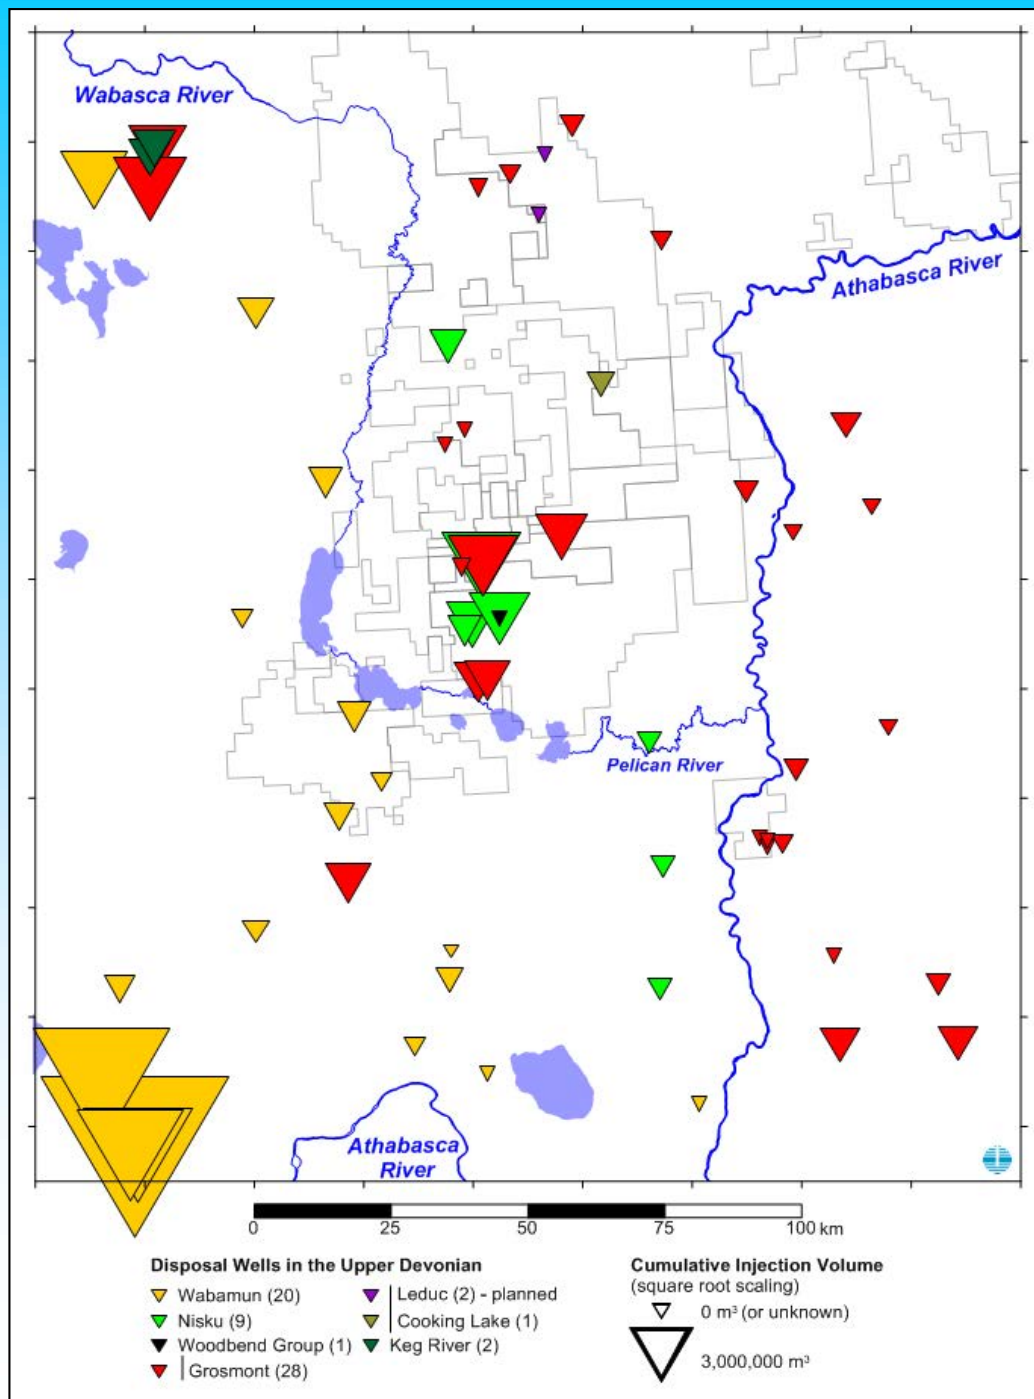 Wabasca River
Athabasca River
Pelican River
Athabasca
River
0 25 50 75 100 km
Disposal Wells in the Upper Devonian
Wabamun (20)
Nisku (9)
Woodbend Group (1)
Grosmont (28)
Leduc (2) - planned
Cooking Lake (1)
Keg River (2)
Cumulative Injection Volume
(square root scaling)
0 m³ (or unknown)
3,000,000 m³